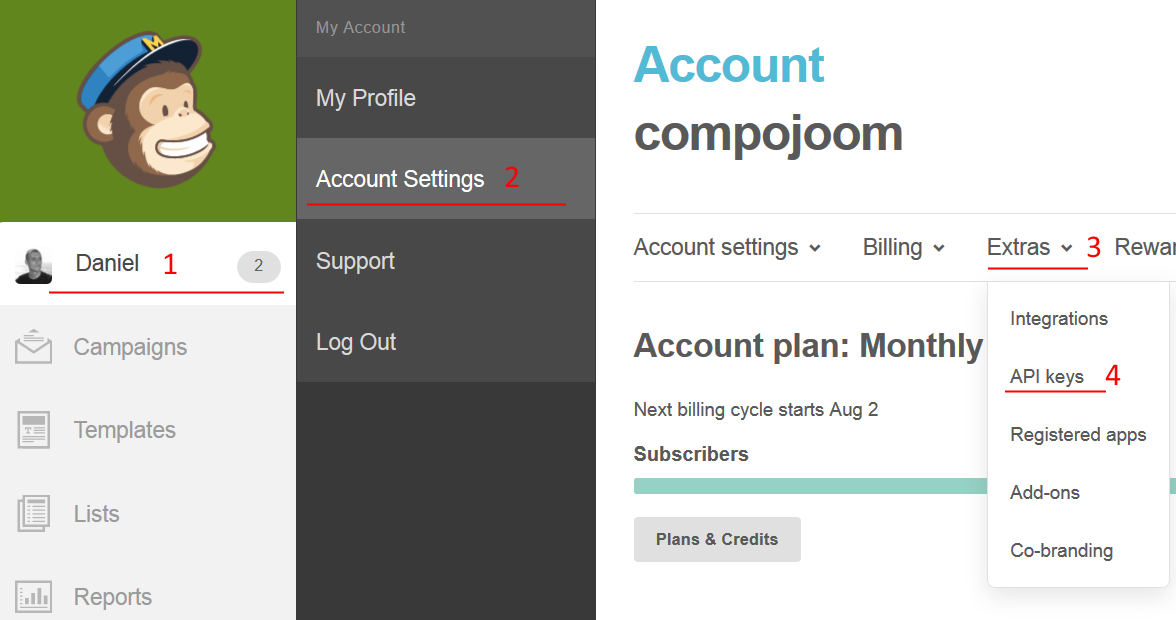 My Account
My Profile
Account Settings 2
Support
Log Out
M
Daniel 1 2
Campaigns
Templates
T
Lists
Reports
Account
compojoom
Account settings Billing Extras 3 Rewar
Integrations
API keys 4
Registered apps
Add-ons
Co-branding
Account plan: Monthly
Next billing cycle starts Aug 2
Subscribers
Plans & Credits